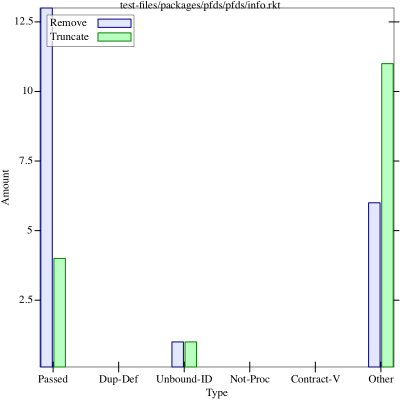 test-files/packages/pfds/pfds/info.rkt
Remove
Truncate
12.5
10
7.5
5
2.5
Amount
Passed Dup-Def Unbound-ID Not-Proc Contract-V Other
Type